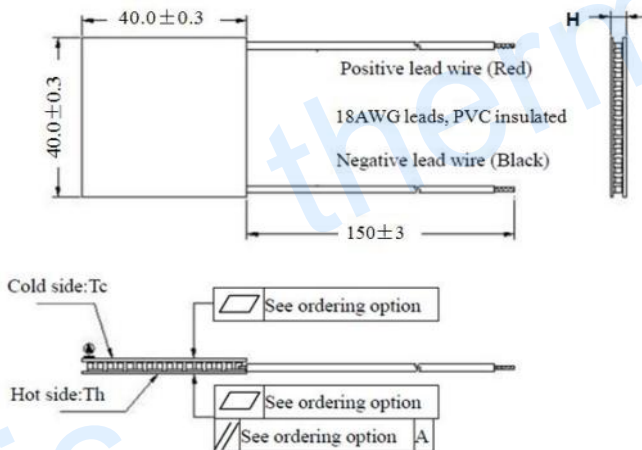 40.0±0.3
H
40.0±0.3
Positive lead wire (Red)
18AWG leads, PVC insulated
Negative lead wire (Black)
150±3
Cold side:Tc
See ordering option
Hot side:Th
See ordering option
See ordering option A
therm